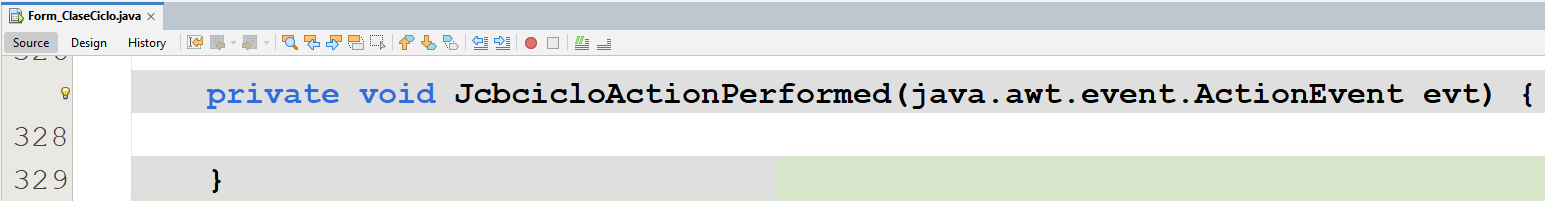 Form_ClaseCiclo.java
Source Design History
private void JcbcicloActionPerformed(java.awt.event.ActionEvent evt) {
328
329 }